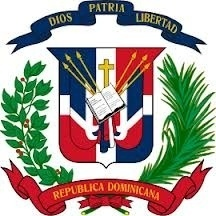 DIOS PATRIA LIBERTAD
REPUBLICA DOMINICANA